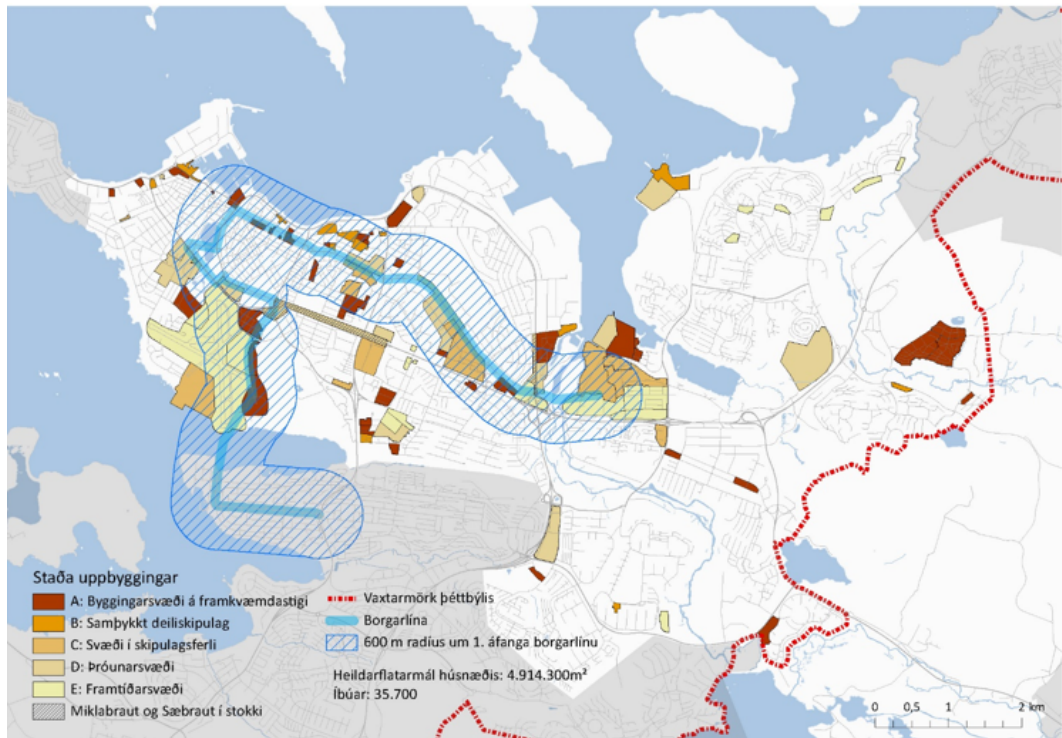 Staða uppbyggingar
A: Byggingarsvæði á framkvæmdastigi
B: Samþykkt deiliskipulag
C: Svæði í skipulagsferli
D: Þróunarsvæði
E: Framtíðarsvæði
Miklabraut og Sæbraut í stokki
Vaxtarmörk þéttbýlis
Borgarlína
600 m radius um 1. áfanga borgarlínu
Heildarflatarmál húsnæðis: 4.914.300m²
Íbúar: 35.700
0 0,5 1 2 km